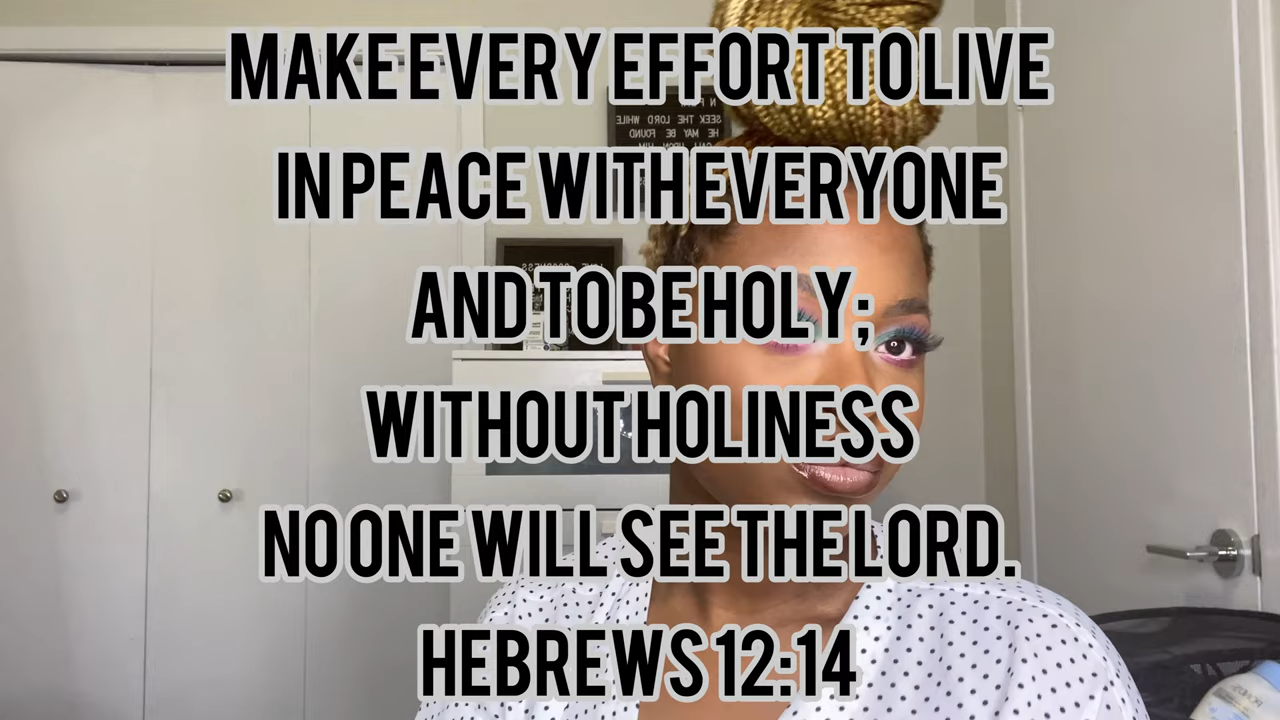 MAKE EVERY EFFORT TO LIVE
IN PEACE WITH EVERYONE
AND TO BE HOLY;
WITHOUT HOLINESS
NO ONE WILL SEE THE LORD.
HEBREWS 12:14
SEEK THE LORD WHILE
HE MAY BE FOUND